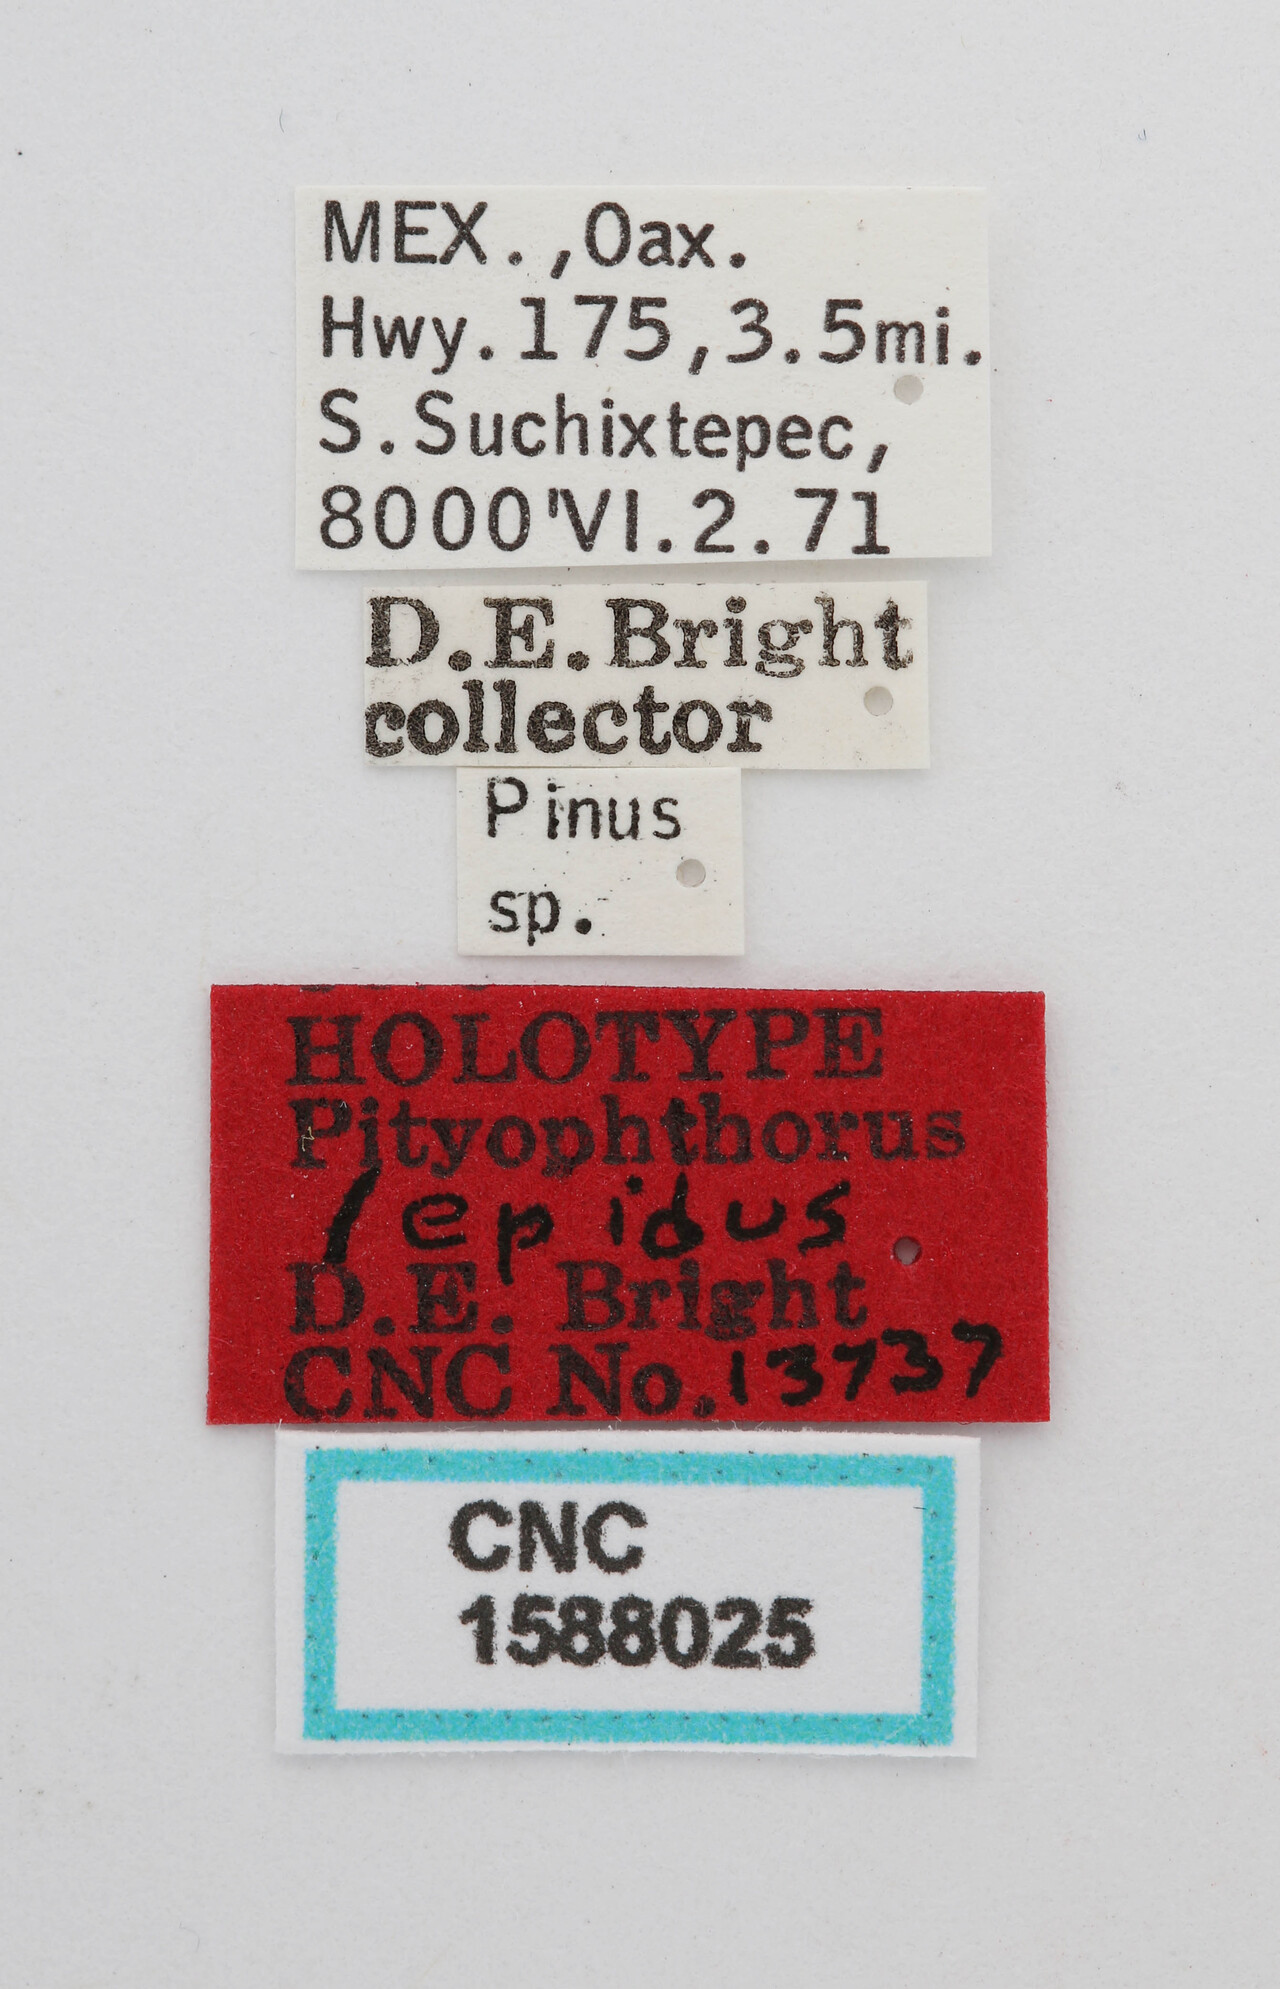 MEX.,Oax.
Hwy.175,3.5mi.
S.Suchixtepec,
8000'VI.2.71
D.E.Bright
collector
Pinus
sp.
HOLOTYPE
Pityophthorus
lepidus
D.E. Bright
CNC No.13737
CNC
1588025